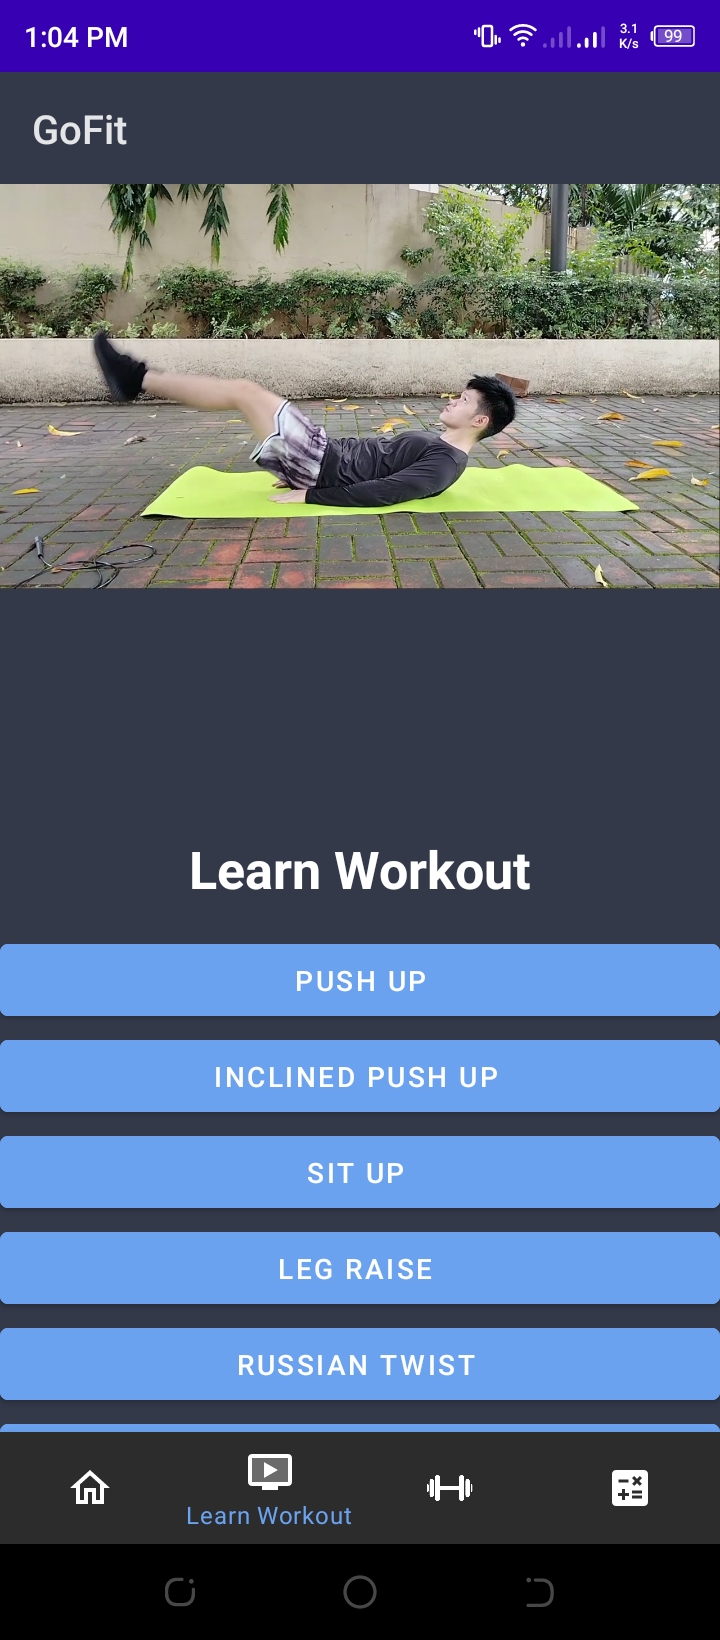 1:04 PM
3.1
K/s
99
GoFit
Learn Workout
PUSH UP
INCLINED PUSH UP
SIT UP
LEG RAISE
RUSSIAN TWIST
Learn Workout